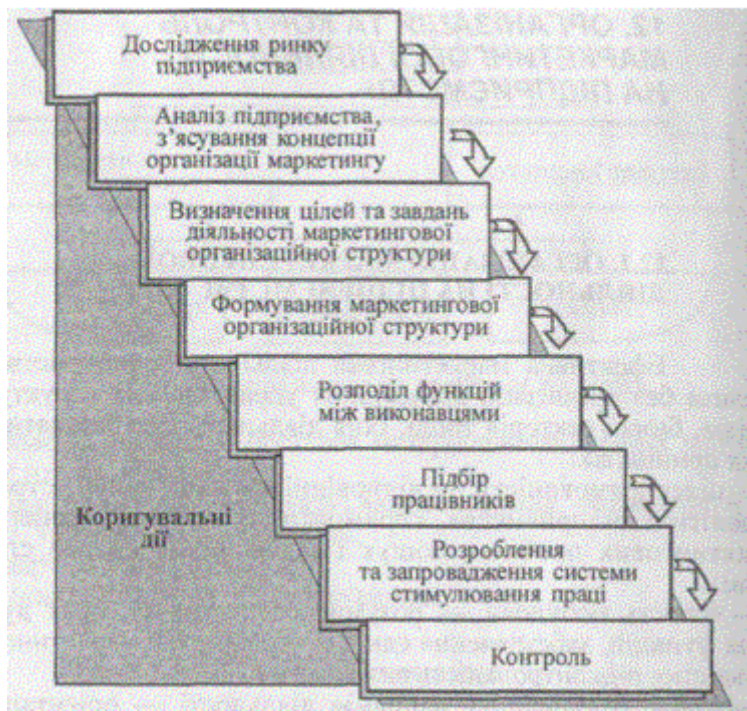 Дослідження ринку
підприємства
Аналіз підприємства,
з’ясування концепції
організації маркетингу
Визначення цілей та завдань
діяльності маркетингової
організаційної структури
Формування маркетингової
організаційної структури
Розподіл функцій
між виконавцями
Підбір
працівників
Розроблення
та запровадження системи
стимулювання праці
Контроль
Коригувальні
дії